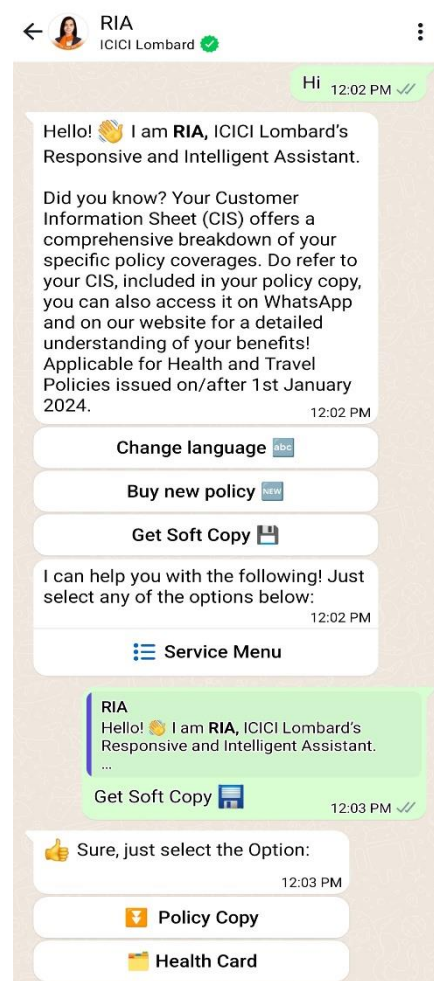 RIA
ICICI Lombard
Hi 12:02 PM
Hello! 👋 I am RIA, ICICI Lombard's
Responsive and Intelligent Assistant.
Did you know? Your Customer
Information Sheet (CIS) offers a
comprehensive breakdown of your
specific policy coverages. Do refer to
your CIS, included in your policy copy,
you can also access it on WhatsApp
and on our website for a detailed
understanding of your benefits!
Applicable for Health and Travel
Policies issued on/after 1st January
2024.
12:02 PM
Change language 🔤
Buy new policy 🆕
Get Soft Copy 💾
I can help you with the following! Just
select any of the options below:
12:02 PM
Service Menu
RIA
Hello! 👋 I am RIA, ICICI Lombard's
Responsive and Intelligent Assistant.
...
Get Soft Copy 💾
12:03 PM
👍 Sure, just select the Option:
12:03 PM
⏬ Policy Copy
🗂️ Health Card